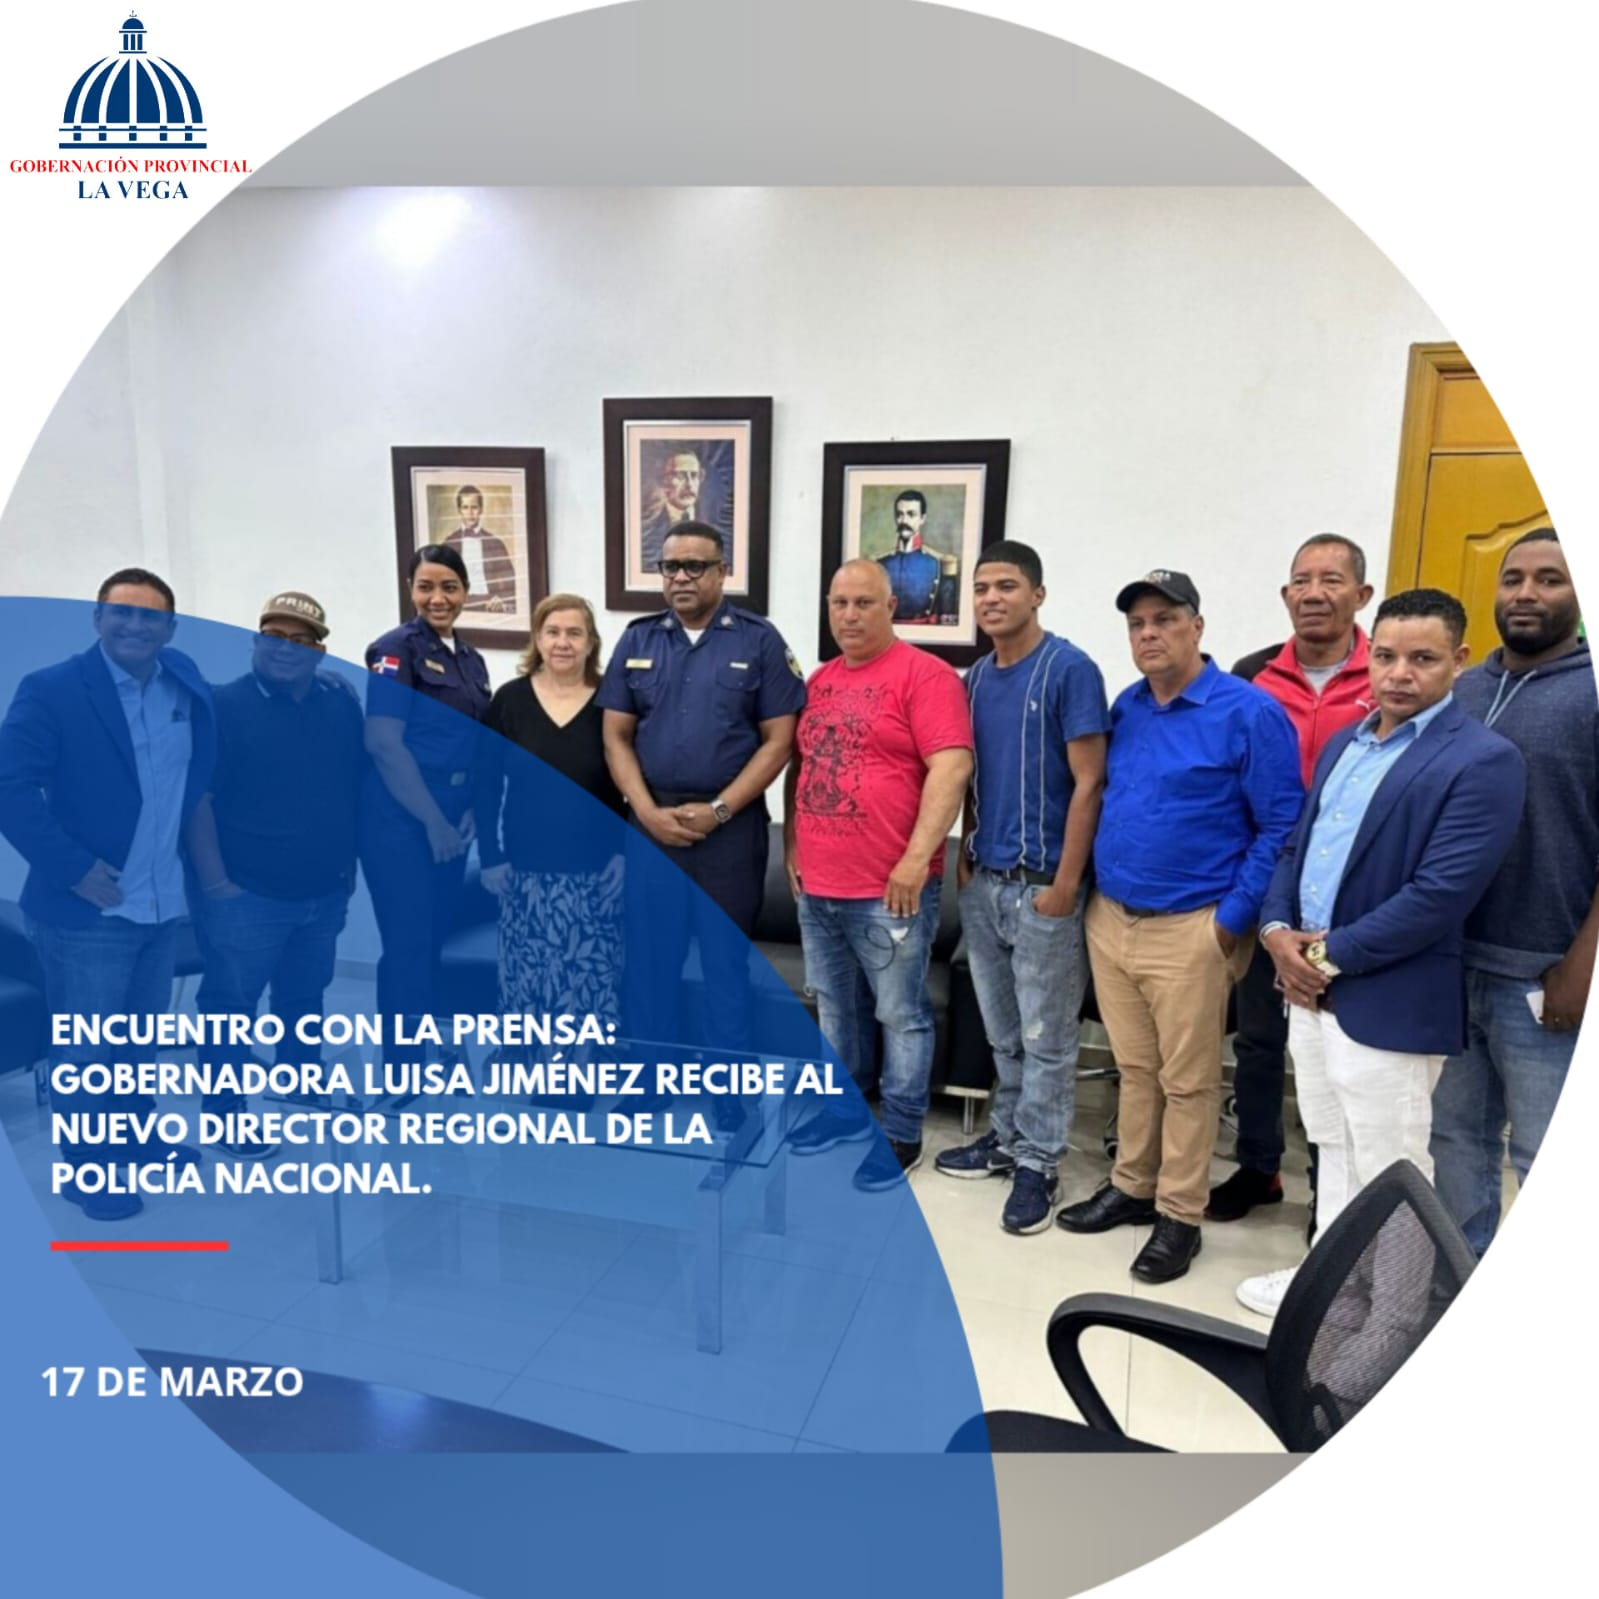 GOBERNACIÓN PROVINCIAL
LA VEGA
PRINT
ENCUENTRO CON LA PRENSA:
GOBERNADORA LUISA JIMÉNEZ RECIBE AL
NUEVO DIRECTOR REGIONAL DE LA
POLICÍA NACIONAL.
17 DE MARZO